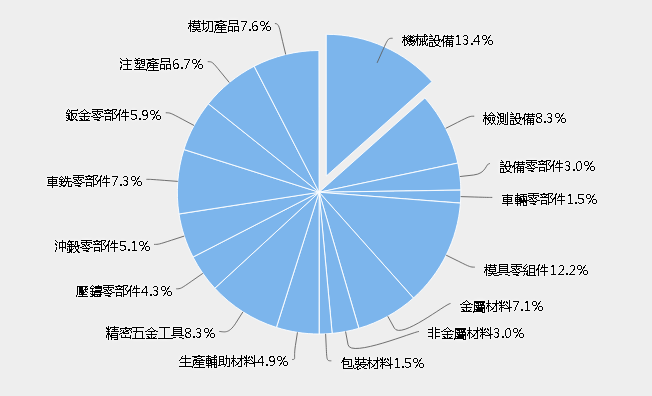 機械設備13.4%
檢測設備8.3%
設備零部件3.0%
車輛零部件1.5%
模具零組件12.2%
金屬材料7.1%
非金屬材料3.0%
包裝材料1.5%
生產輔助材料4.9%
精密五金工具8.3%
壓鑄零部件4.3%
沖穀零部件5.1%
車銑零部件7.3%
鈑金零部件5.9%
注塑產品6.7%
模切產品7.6%